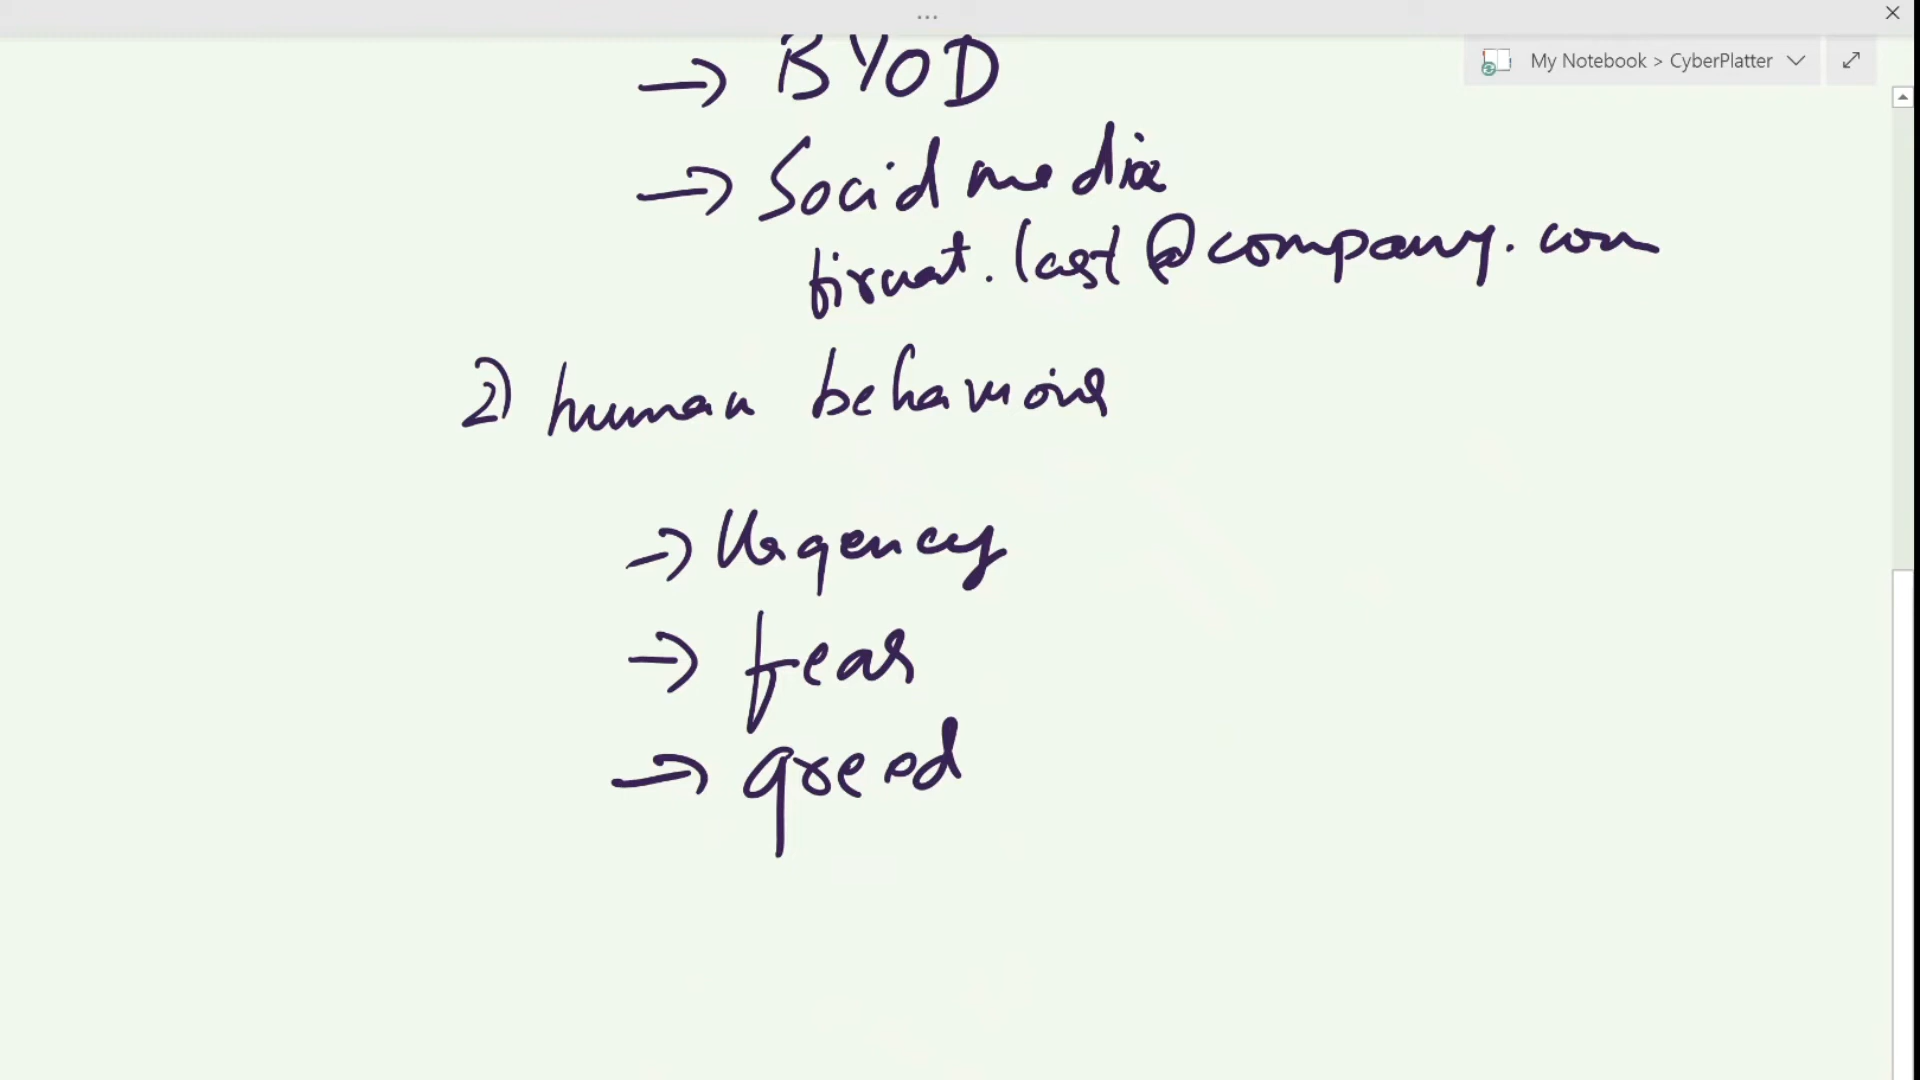 ...
My Notebook > CyberPlatter
→ BYOD
→ Social media
first.last@company.com
2) human behaviour
→ Urgency
→ fear
→ greed